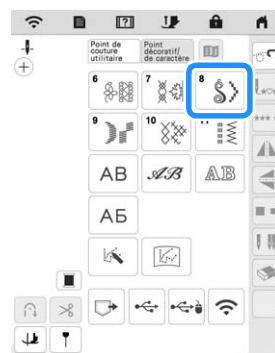 Point de
couture
utilitaire
Point
décoratif/
de caractère
6
7
8
9
10
AB
AB
AB
АБ